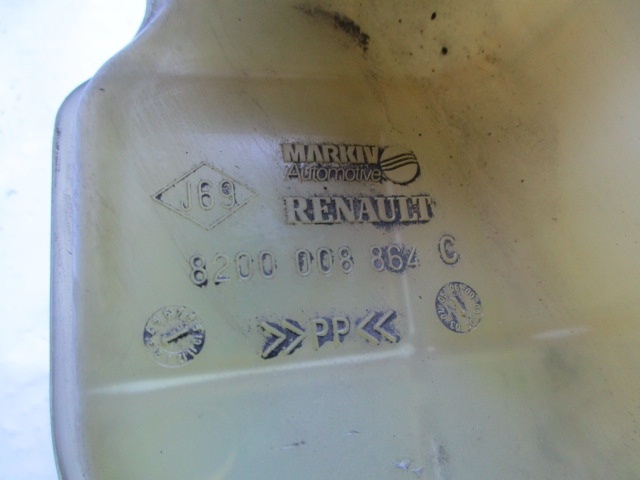 MARKIV
Automotive
J69
RENAULT
8200 008 864 C
>>PP<<